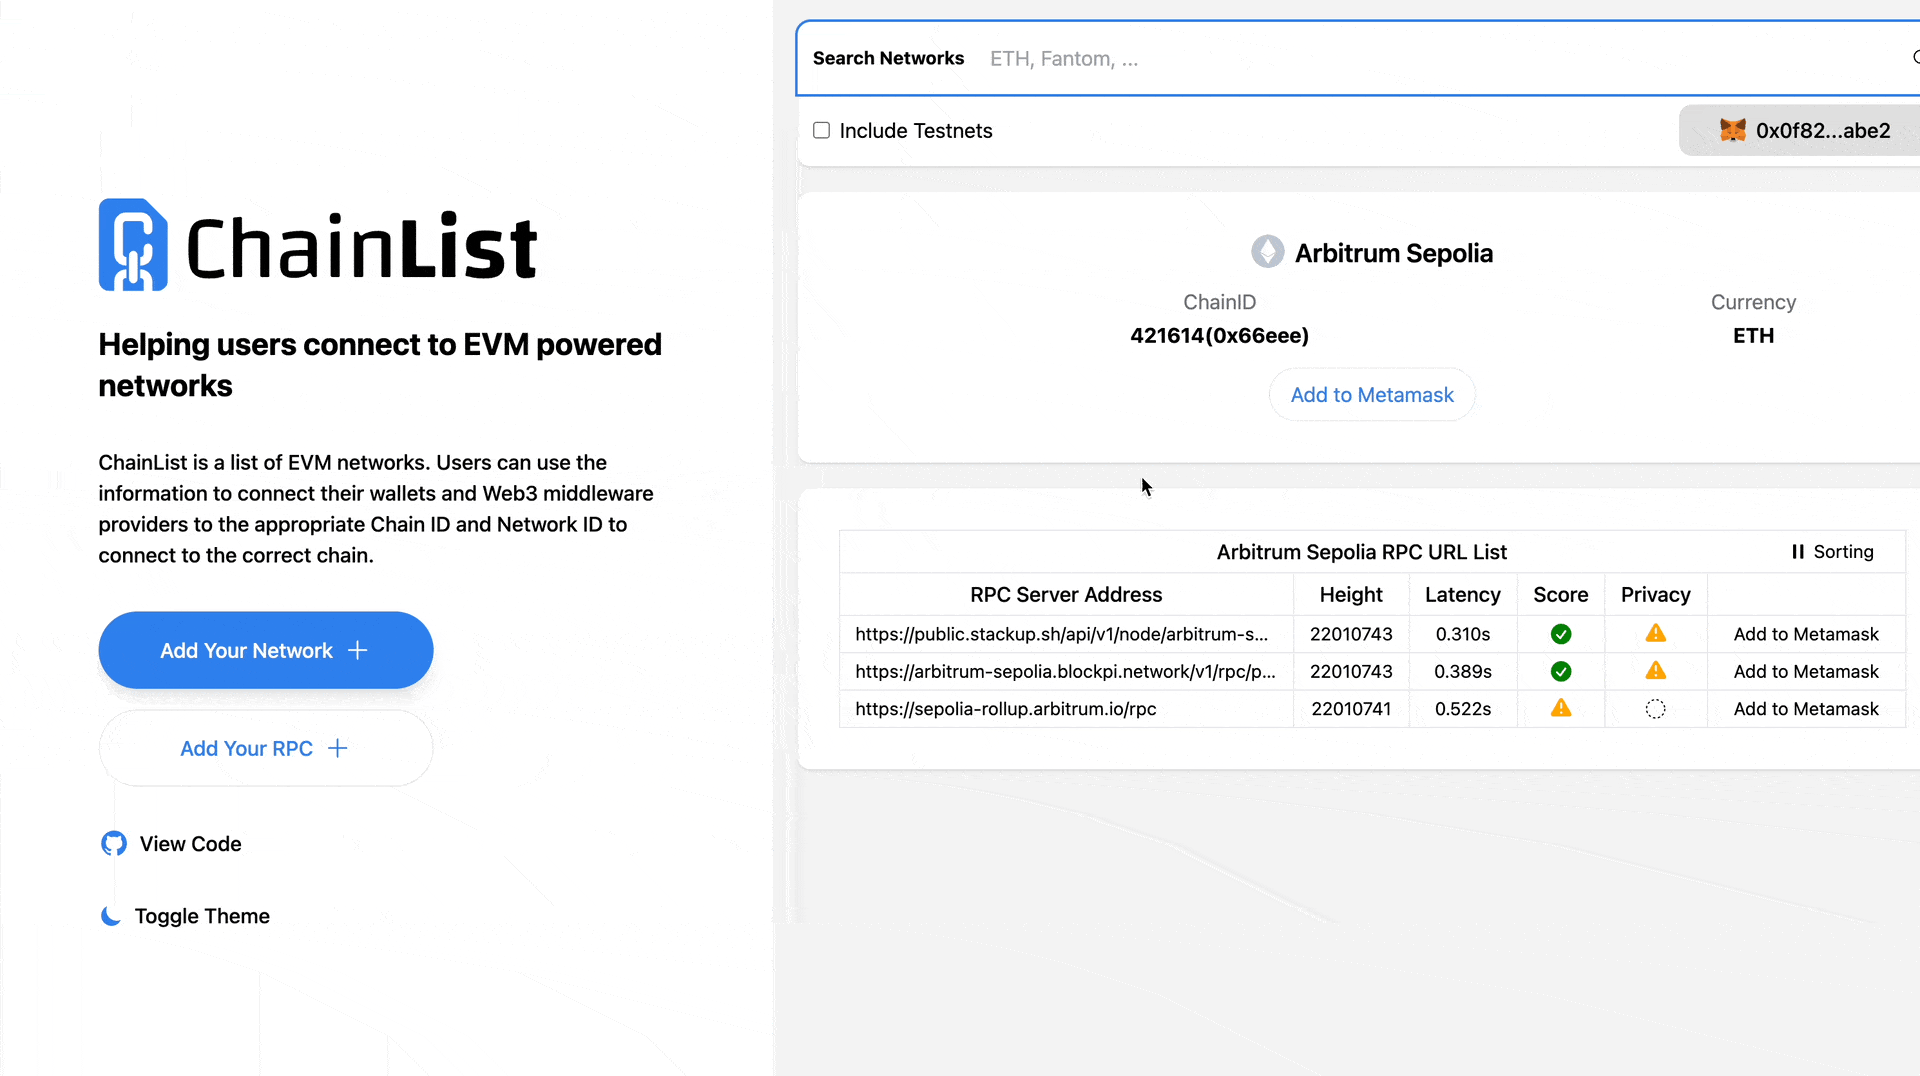 ChainList
Helping users connect to EVM powered
networks
ChainList is a list of EVM networks. Users can use the
information to connect their wallets and Web3 middleware
providers to the appropriate Chain ID and Network ID to
connect to the correct chain.
Add Your Network
Add Your RPC
View Code
Toggle Theme
Search Networks ETH, Fantom, ...
Include Testnets 0x0f82...abe2
Arbitrum Sepolia
ChainID Currency
421614(0x66eee) ETH
Add to Metamask
Arbitrum Sepolia RPC URL List Sorting
RPC Server Address Height Latency Score Privacy
https://public.stackup.sh/api/v1/node/arbitrum-s... 22010743 0.310s Add to Metamask
https://arbitrum-sepolia.blockpi.network/v1/rpc/p... 22010743 0.389s Add to Metamask
https://sepolia-rollup.arbitrum.io/rpc 22010741 0.522s Add to Metamask